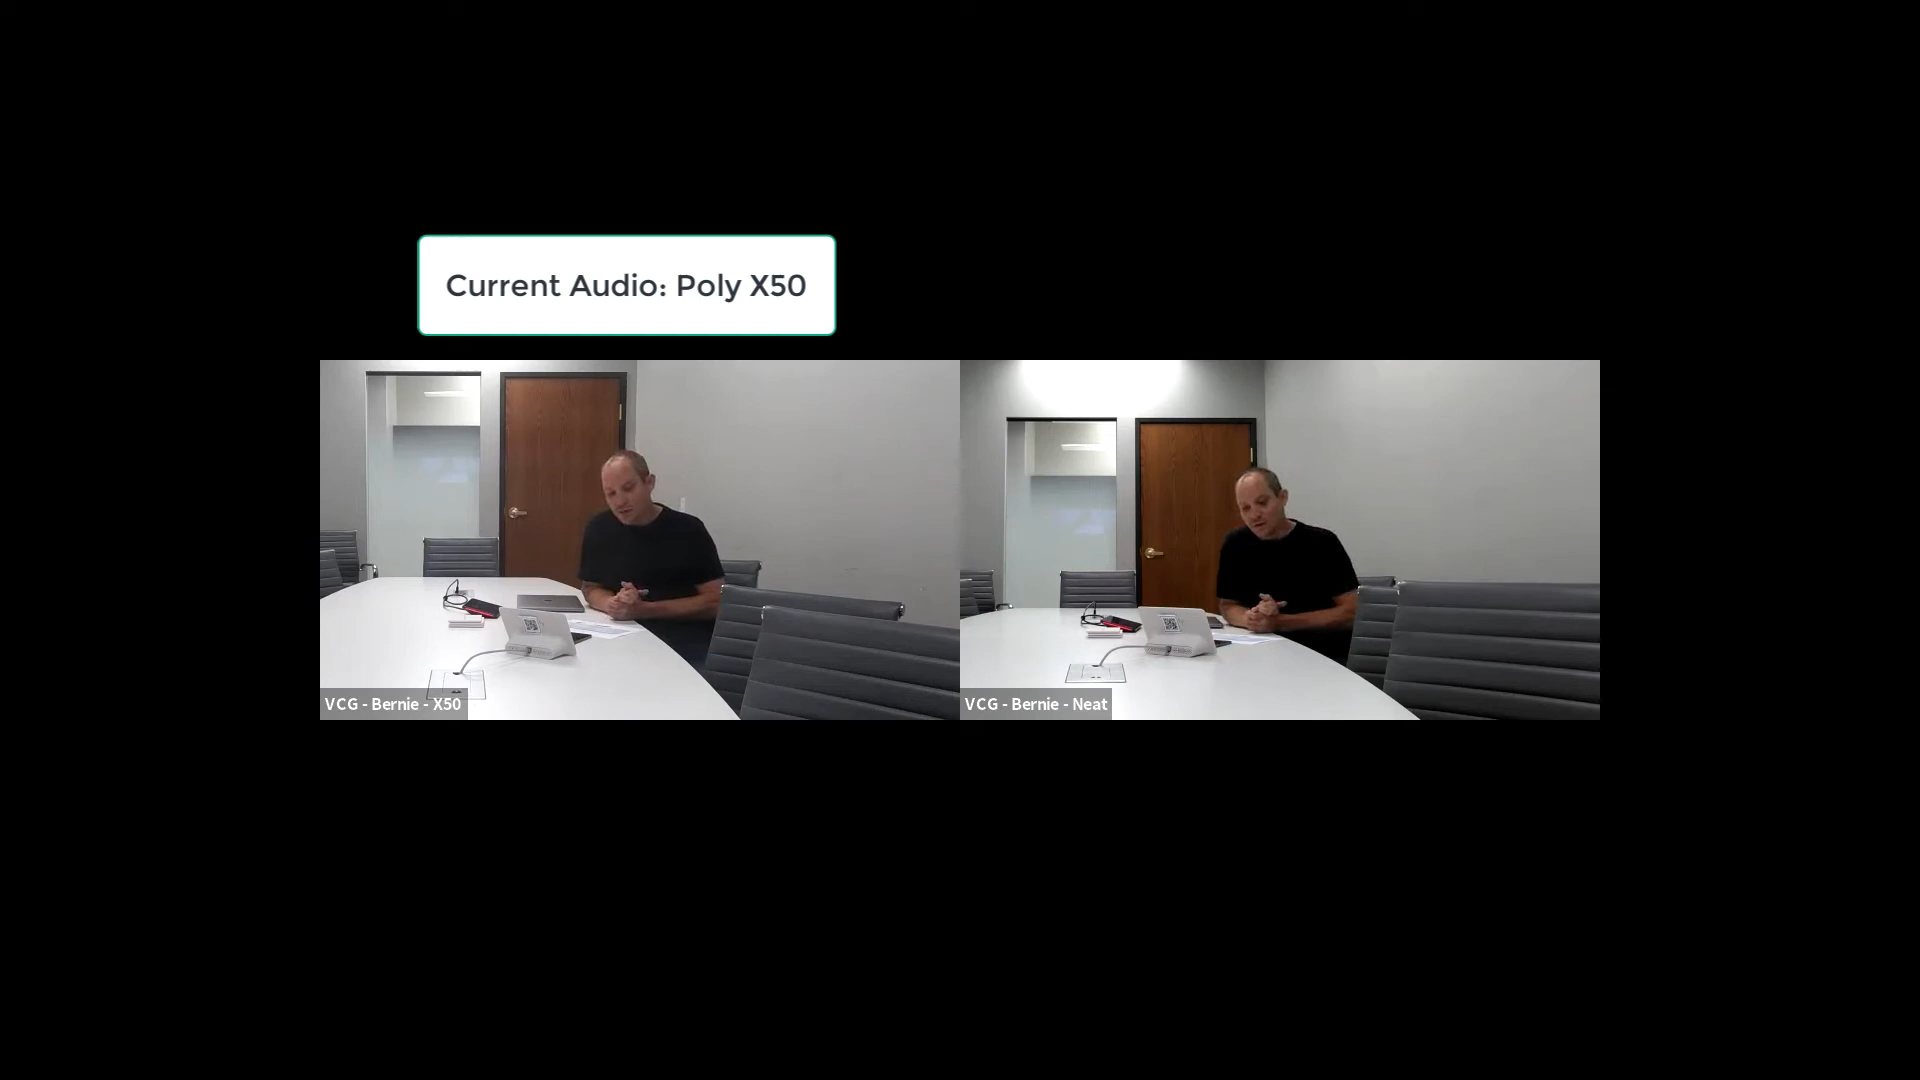 Current Audio: Poly X50
VCG - Bernie - X50
VCG - Bernie - Neat